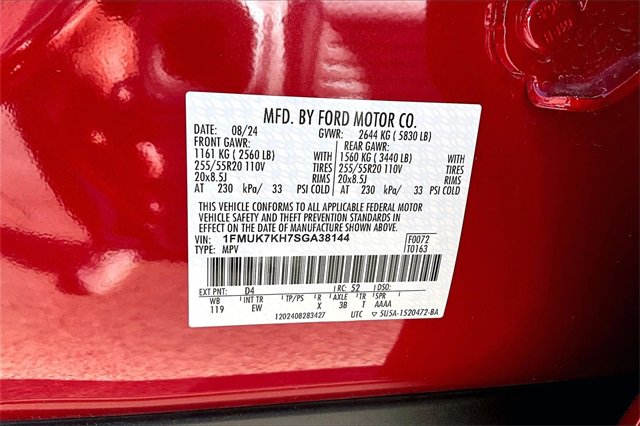 MFD. BY FORD MOTOR CO.
DATE: 08/24 GVWR: 2644 KG ( 5830 LB)
FRONT GAWR: REAR GAWR:
1161 KG ( 2560 LB) WITH 1560 KG ( 3440 LB) WITH
255/55R20 110V TIRES 255/55R20 110V TIRES
20x8.5J RIMS 20x8.5J RIMS
AT 230 kPa/ 33 PSI COLD AT 230 kPa/ 33 PSI COLD
THIS VEHICLE CONFORMS TO ALL APPLICABLE FEDERAL MOTOR
VEHICLE SAFETY AND THEFT PREVENTION STANDARDS IN
EFFECT ON THE DATE OF MANUFACTURE SHOWN ABOVE.
VIN: 1FMUK7KH7SGA38144 F0072
TYPE: MPV T0163
EXT PNT: D4 RC: 52 DSO:
WB INT TR TP/PS R AXLE TR SPR
119 EW X 38 T AAAA
1202408283427 UTC 5U5A-1520472-BA